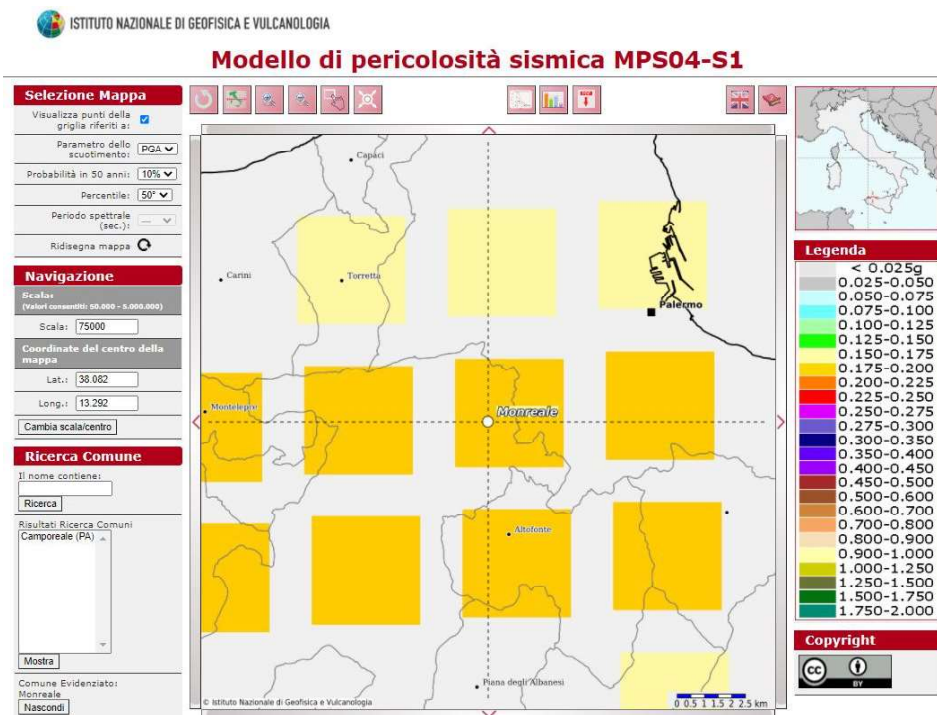 ISTITUTO NAZIONALE DI GEOFISICA E VULCANOLOGIA
Modello di pericolosità sismica MPS04-S1
Selezione Mappa
Visualizza punti della
griglia riferiti a:
Parametro dello
scuotimento: PGA
Probabilità in 50 anni: 10%
Percentile: 50°
Periodo spettrale
(sec.): ---
Ridisegna mappa
Navigazione
Scala:
(Valori consentiti: 50.000 - 5.000.000)
Scala: 75000
Coordinate del centro della
mappa
Lat.: 38.082
Long.: 13.292
Cambia scala/centro
Ricerca Comune
Il nome contiene:
Ricerca
Risultati Ricerca Comuni
Camporeale (PA)
Mostra
Comune Evidenziato:
Monreale
Nascondi
Capaci
Carini
Torretta
Palermo
Montelepre
Monreale
Altofonte
Piana degli Albanesi
© Istituto Nazionale di Geofisica e Vulcanologia
0 0.5 1 1.5 2 2.5 km
Legenda
< 0.025g
0.025-0.050
0.050-0.075
0.075-0.100
0.100-0.125
0.125-0.150
0.150-0.175
0.175-0.200
0.200-0.225
0.225-0.250
0.250-0.275
0.275-0.300
0.300-0.350
0.350-0.400
0.400-0.450
0.450-0.500
0.500-0.600
0.600-0.700
0.700-0.800
0.800-0.900
0.900-1.000
1.000-1.250
1.250-1.500
1.500-1.750
1.750-2.000
Copyright
cc
BY